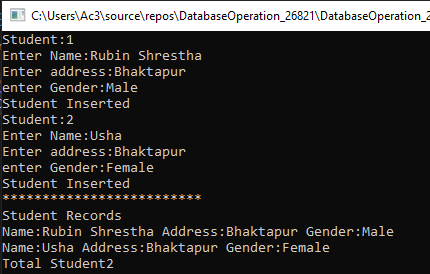 C:\Users\Ac3\source\repos\DatabaseOperation_26821\DatabaseOperation_2
Student:1
Enter Name:Rubin Shrestha
Enter address:Bhaktapur
enter Gender:Male
Student Inserted
Student:2
Enter Name:Usha
Enter address:Bhaktapur
enter Gender:Female
Student Inserted
*************************
Student Records
Name:Rubin Shrestha Address:Bhaktapur Gender:Male
Name:Usha Address:Bhaktapur Gender:Female
Total Student2